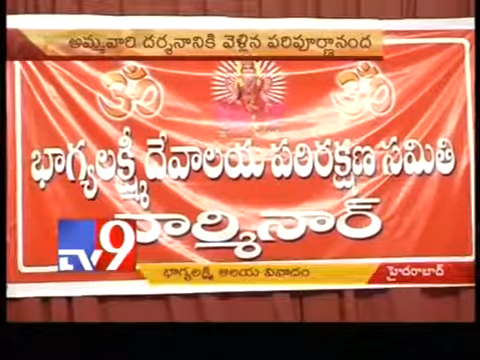 అమ్మవారి దర్శనానికి వెళ్లిన పరిపూర్ణానంద
ఓం ఓం
భాగ్యలక్ష్మీ దేవాలయ పరిరక్షణ సమితి
చార్మినార్
tv9
భాగ్యలక్ష్మి ఆలయ వివాదం
హైదరాబాద్